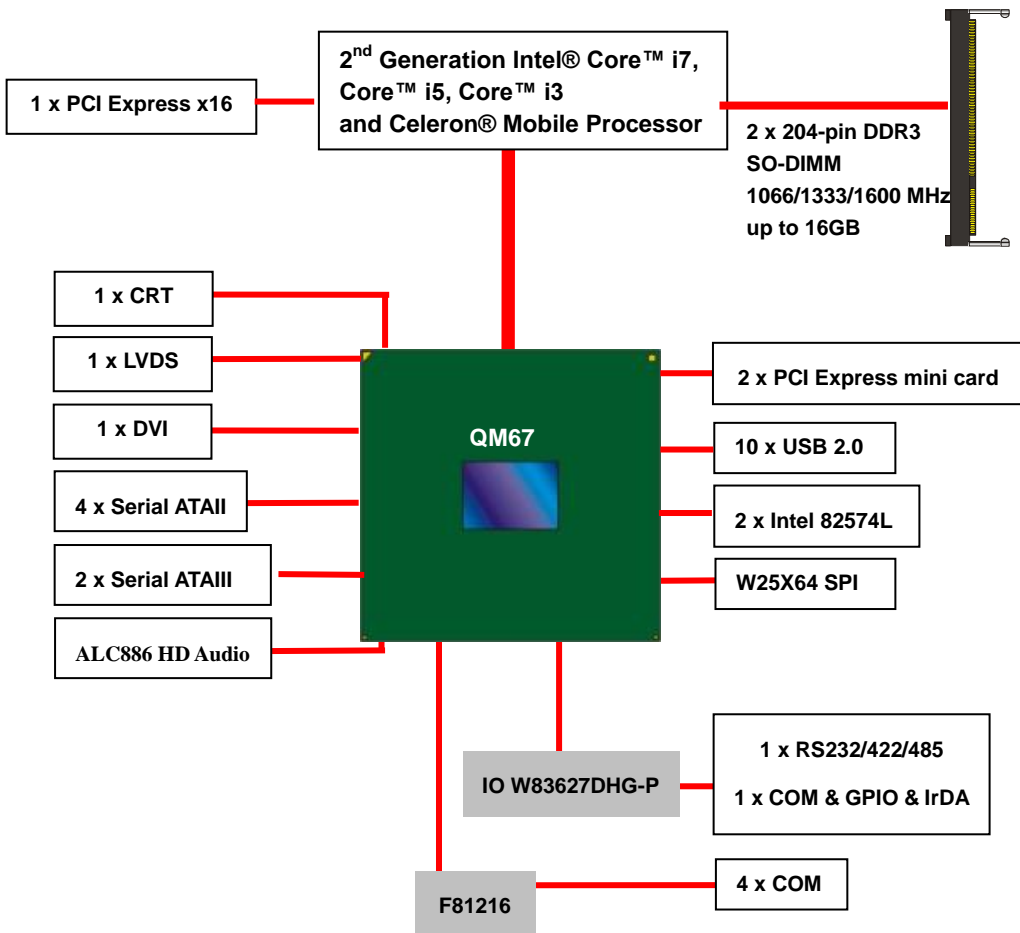 2nd Generation Intel® Core™ i7,
Core™ i5, Core™ i3
and Celeron® Mobile Processor
1 x PCI Express x16
2 x 204-pin DDR3
SO-DIMM
1066/1333/1600 MHz
up to 16GB
1 x CRT
1 x LVDS
1 x DVI
4 x Serial ATAII
2 x Serial ATAIII
ALC886 HD Audio
QM67
2 x PCI Express mini card
10 x USB 2.0
2 x Intel 82574L
W25X64 SPI
IO W83627DHG-P
1 x RS232/422/485
1 x COM & GPIO & IrDA
F81216
4 x COM